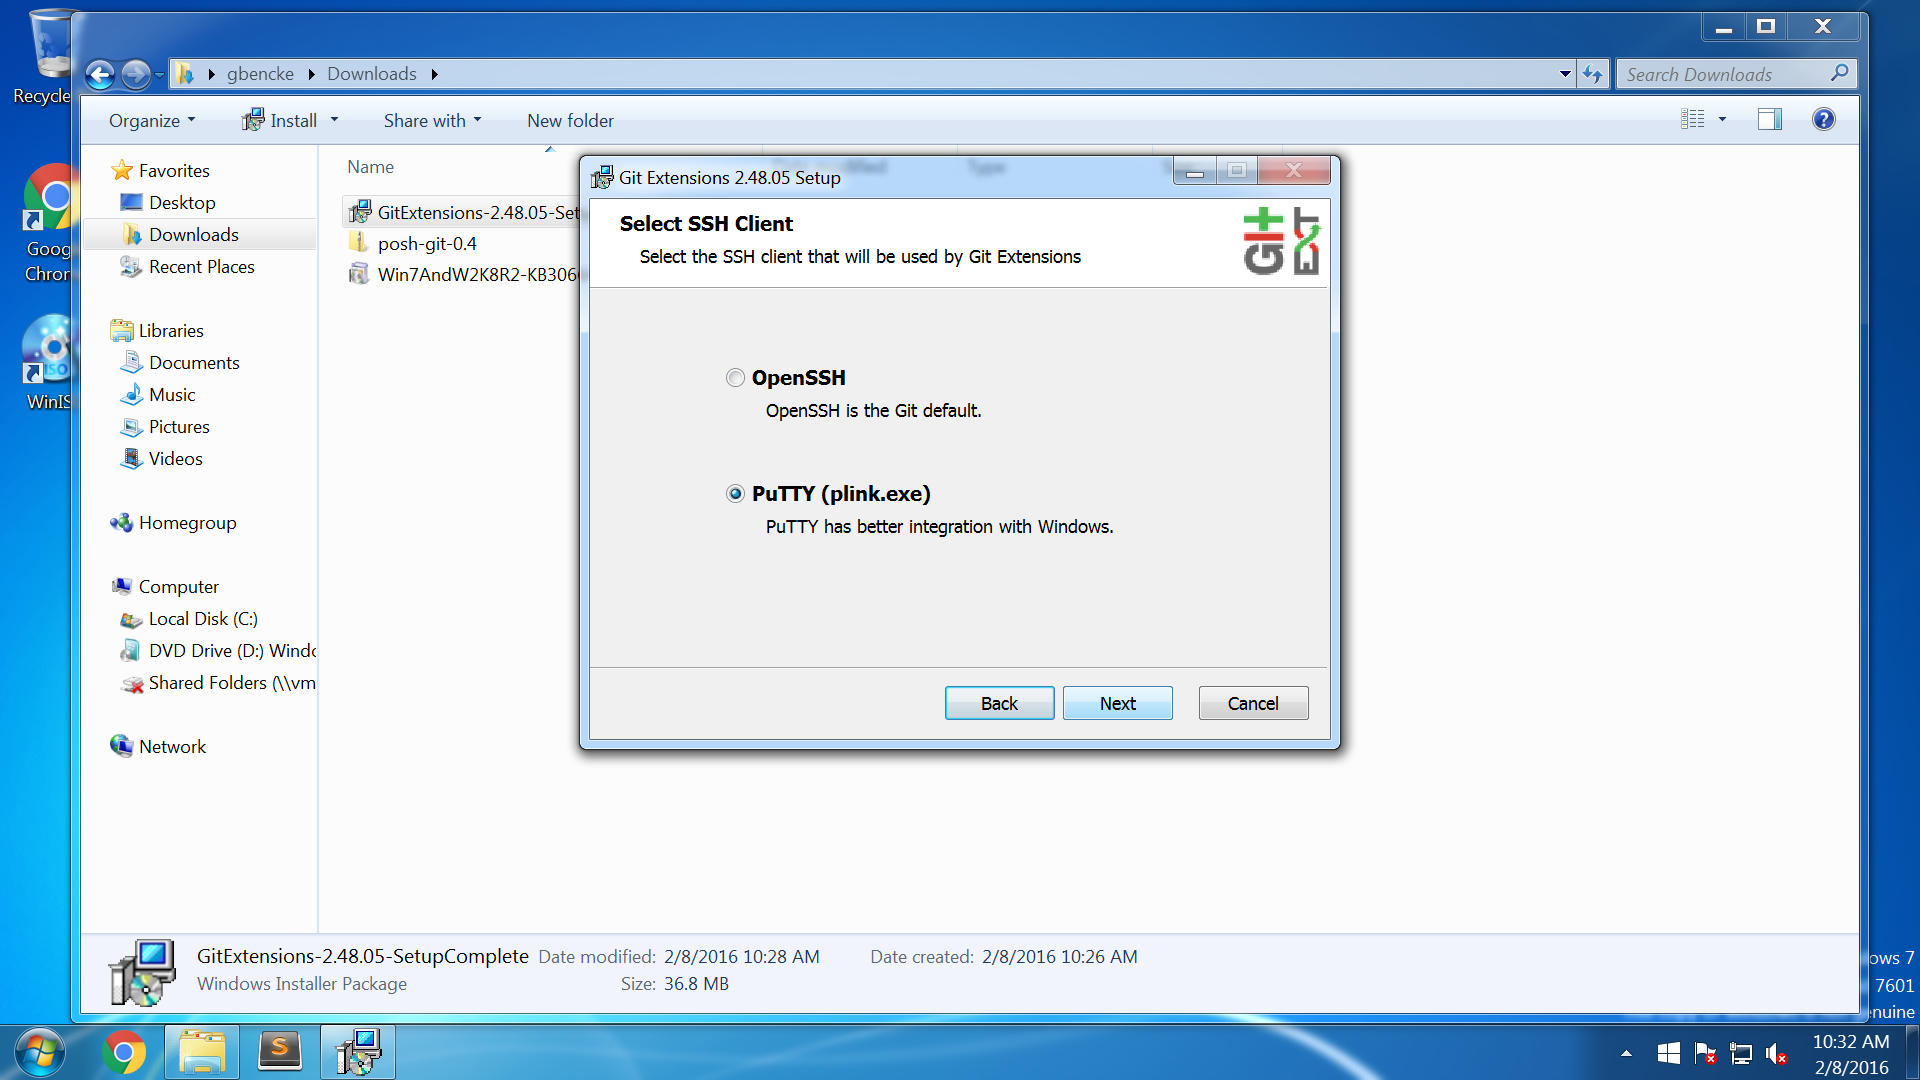 Recycle
Goog
Chrom
WinIS
gbencke
Downloads
Search Downloads
Organize
Install
Share with
New folder
Favorites
Desktop
Downloads
Recent Places
Libraries
Documents
Music
Pictures
Videos
Homegroup
Computer
Local Disk (C:)
DVD Drive (D:) Windo
Shared Folders (\\vm
Network
Name
Type
GitExtensions-2.48.05-Set
posh-git-0.4
Win7AndW2K8R2-KB306
Git Extensions 2.48.05 Setup
Select SSH Client
Select the SSH client that will be used by Git Extensions
Git
EXT
OpenSSH
OpenSSH is the Git default.
PuTTY (plink.exe)
PuTTY has better integration with Windows.
Back
Next
Cancel
GitExtensions-2.48.05-SetupComplete
Date modified: 2/8/2016 10:28 AM
Date created: 2/8/2016 10:26 AM
Windows Installer Package
Size: 36.8 MB
ows 7
7601
enuine
10:32 AM
2/8/2016